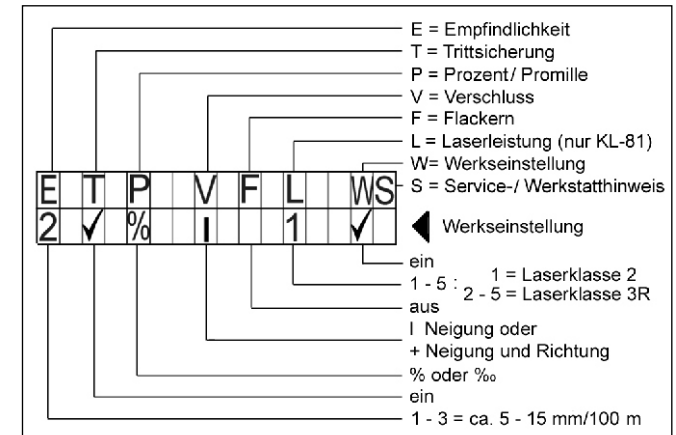 E = Empfindlichkeit
T = Trittsicherung
P = Prozent / Promille
V = Verschluss
F = Flackern
L = Laserleistung (nur KL-81)
W= Werkseinstellung
S = Service-/ Werkstatthinweis
E T P V F L W S
2 ✓ % I 1 ✓
Werkseinstellung
ein
1 - 5 : 1 = Laserklasse 2
2 - 5 = Laserklasse 3R
aus
I Neigung oder
+ Neigung und Richtung
% oder ‰
ein
1 - 3 = ca. 5 - 15 mm/100 m